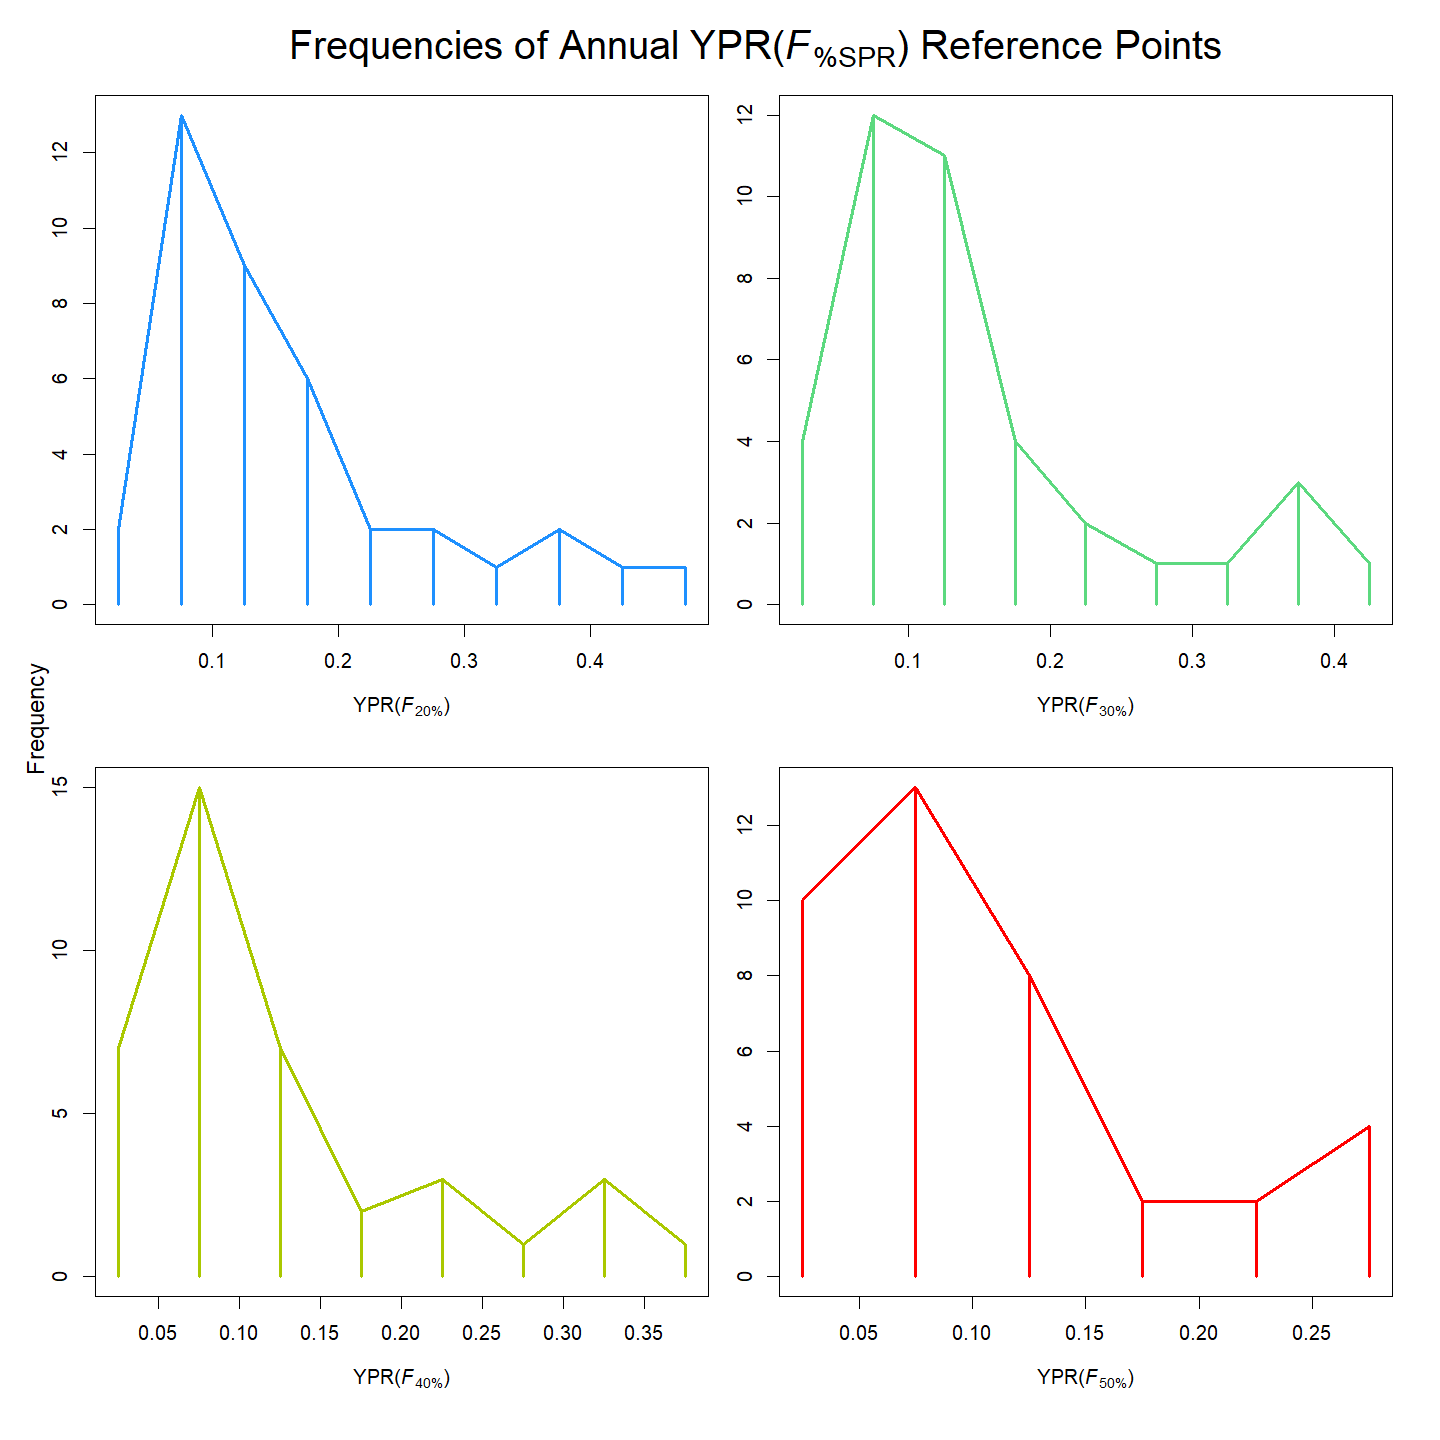 Frequencies of Annual YPR(F%SPR) Reference Points
Frequency
0 2 4 6 8 10 12
0.1 0.2 0.3 0.4
YPR(F20%)
0 2 4 6 8 10 12
0.1 0.2 0.3 0.4
YPR(F30%)
0 5 10 15
0.05 0.10 0.15 0.20 0.25 0.30 0.35
YPR(F40%)
0 2 4 6 8 10 12
0.05 0.10 0.15 0.20 0.25
YPR(F50%)